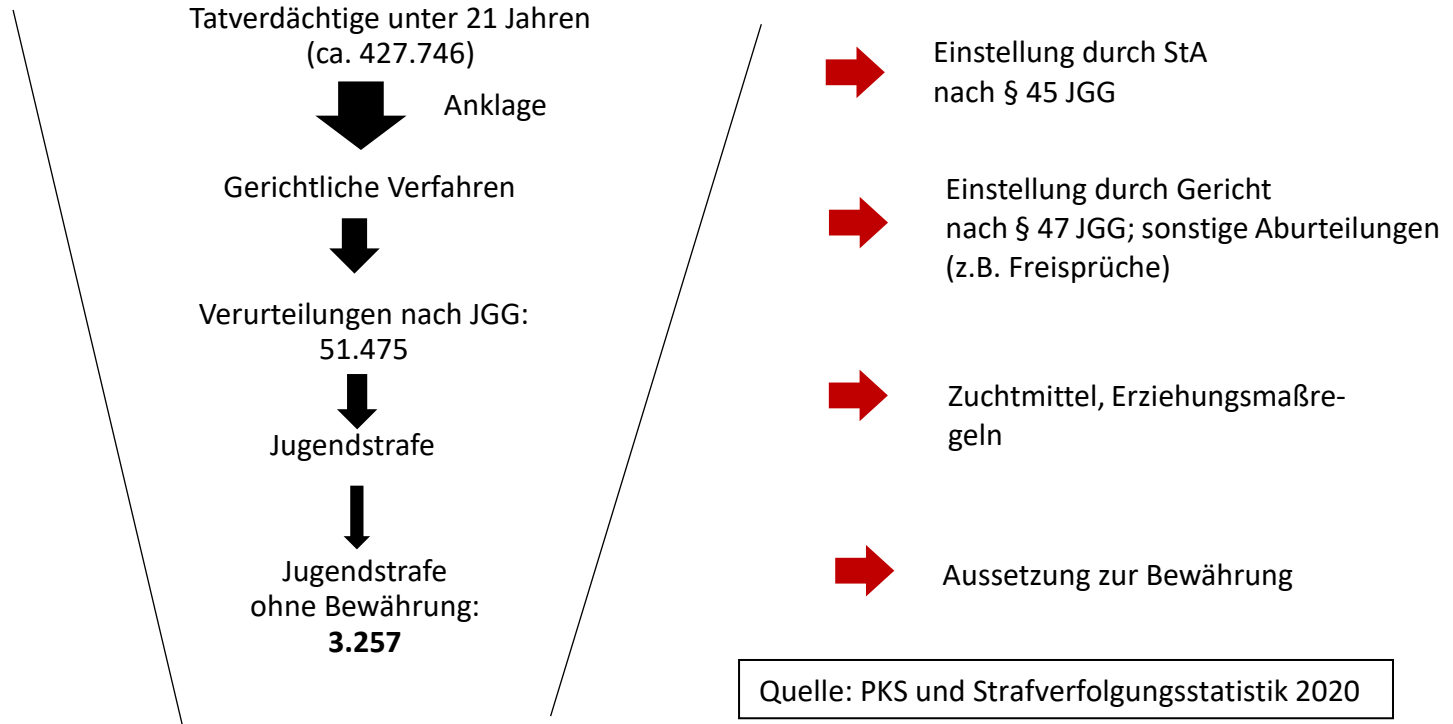 Tatverdächtige unter 21 Jahren
(ca. 427.746)
Anklage
Gerichtliche Verfahren
Verurteilungen nach JGG:
51.475
Jugendstrafe
Jugendstrafe
ohne Bewährung:
3.257
Einstellung durch StA
nach § 45 JGG
Einstellung durch Gericht
nach § 47 JGG; sonstige Aburteilungen
(z.B. Freisprüche)
Zuchtmittel, Erziehungsmaßre-
geln
Aussetzung zur Bewährung
Quelle: PKS und Strafverfolgungsstatistik 2020